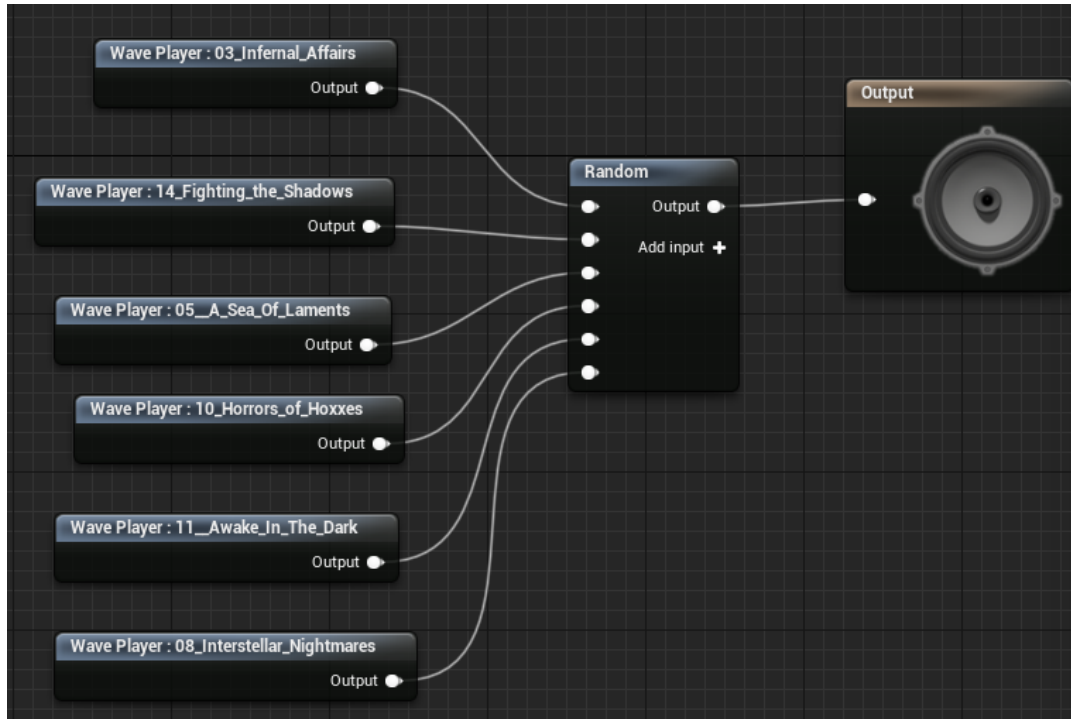 Wave Player : 03_Infernal_Affairs
Output
Wave Player : 14_Fighting_the_Shadows
Output
Wave Player : 05__A_Sea_Of_Laments
Output
Wave Player : 10_Horrors_of_Hoxxes
Output
Wave Player : 11__Awake_In_The_Dark
Output
Wave Player : 08_Interstellar_Nightmares
Output
Random
Output
Add input
Output